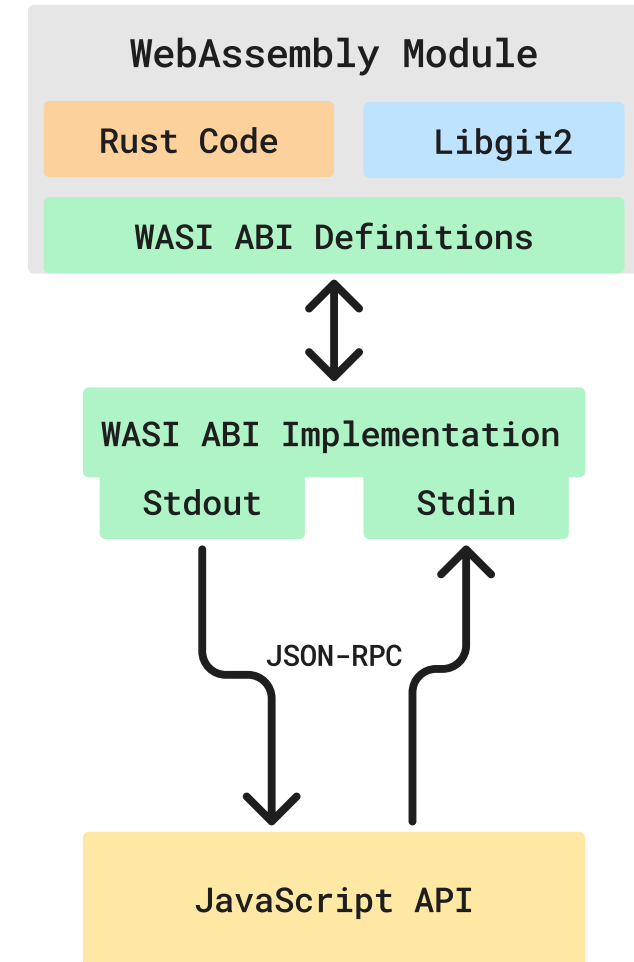 WebAssembly Module
Rust Code
Libgit2
WASI ABI Definitions
WASI ABI Implementation
Stdout
Stdin
JSON-RPC
JavaScript API